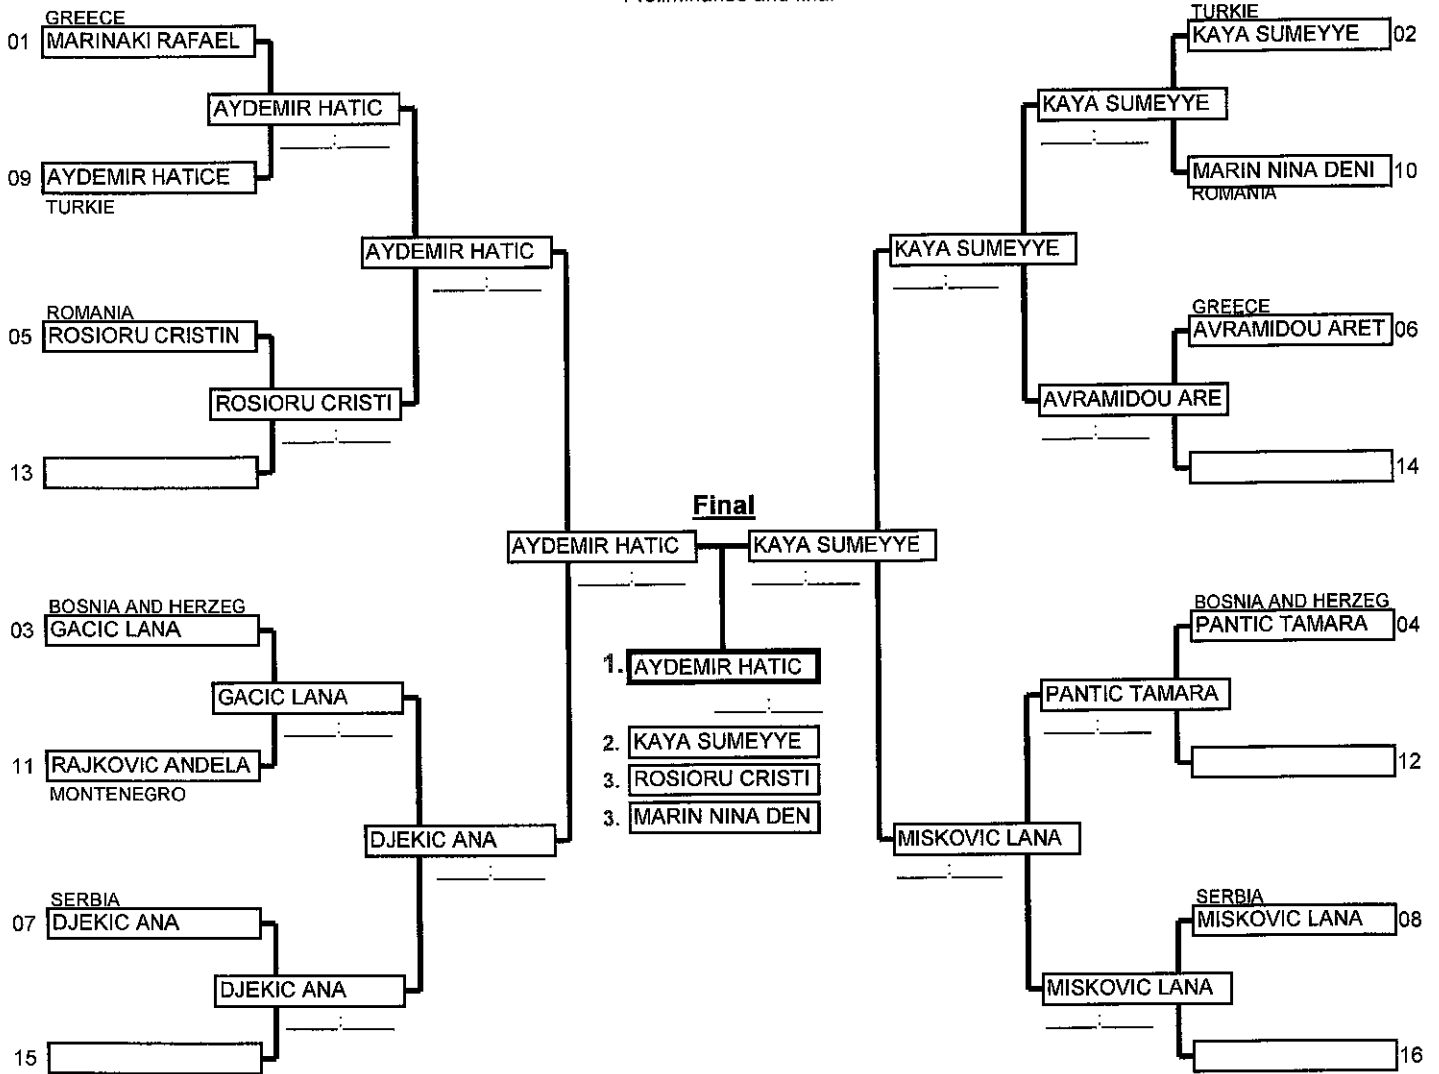 GREECE
01 MARINAKI RAFAEL
AYDEMIR HATIC
09 AYDEMIR HATICE
TURKIE
AYDEMIR HATIC
ROMANIA
05 ROSIORU CRISTIN
ROSIORU CRISTI
13
AYDEMIR HATIC
BOSNIA AND HERZEG
03 GACIC LANA
GACIC LANA
11 RAJKOVIC ANDELA
MONTENEGRO
DJEKIC ANA
SERBIA
07 DJEKIC ANA
DJEKIC ANA
15
Final
1. AYDEMIR HATIC
2. KAYA SUMEYYE
3. ROSIORU CRISTI
3. MARIN NINA DEN
TURKIE
KAYA SUMEYYE 02
KAYA SUMEYYE
MARIN NINA DENI 10
ROMANIA
KAYA SUMEYYE
GREECE
AVRAMIDOU ARET 06
AVRAMIDOU ARE
14
KAYA SUMEYYE
BOSNIA AND HERZEG
PANTIC TAMARA 04
PANTIC TAMARA
12
MISKOVIC LANA
SERBIA
MISKOVIC LANA 08
MISKOVIC LANA
16